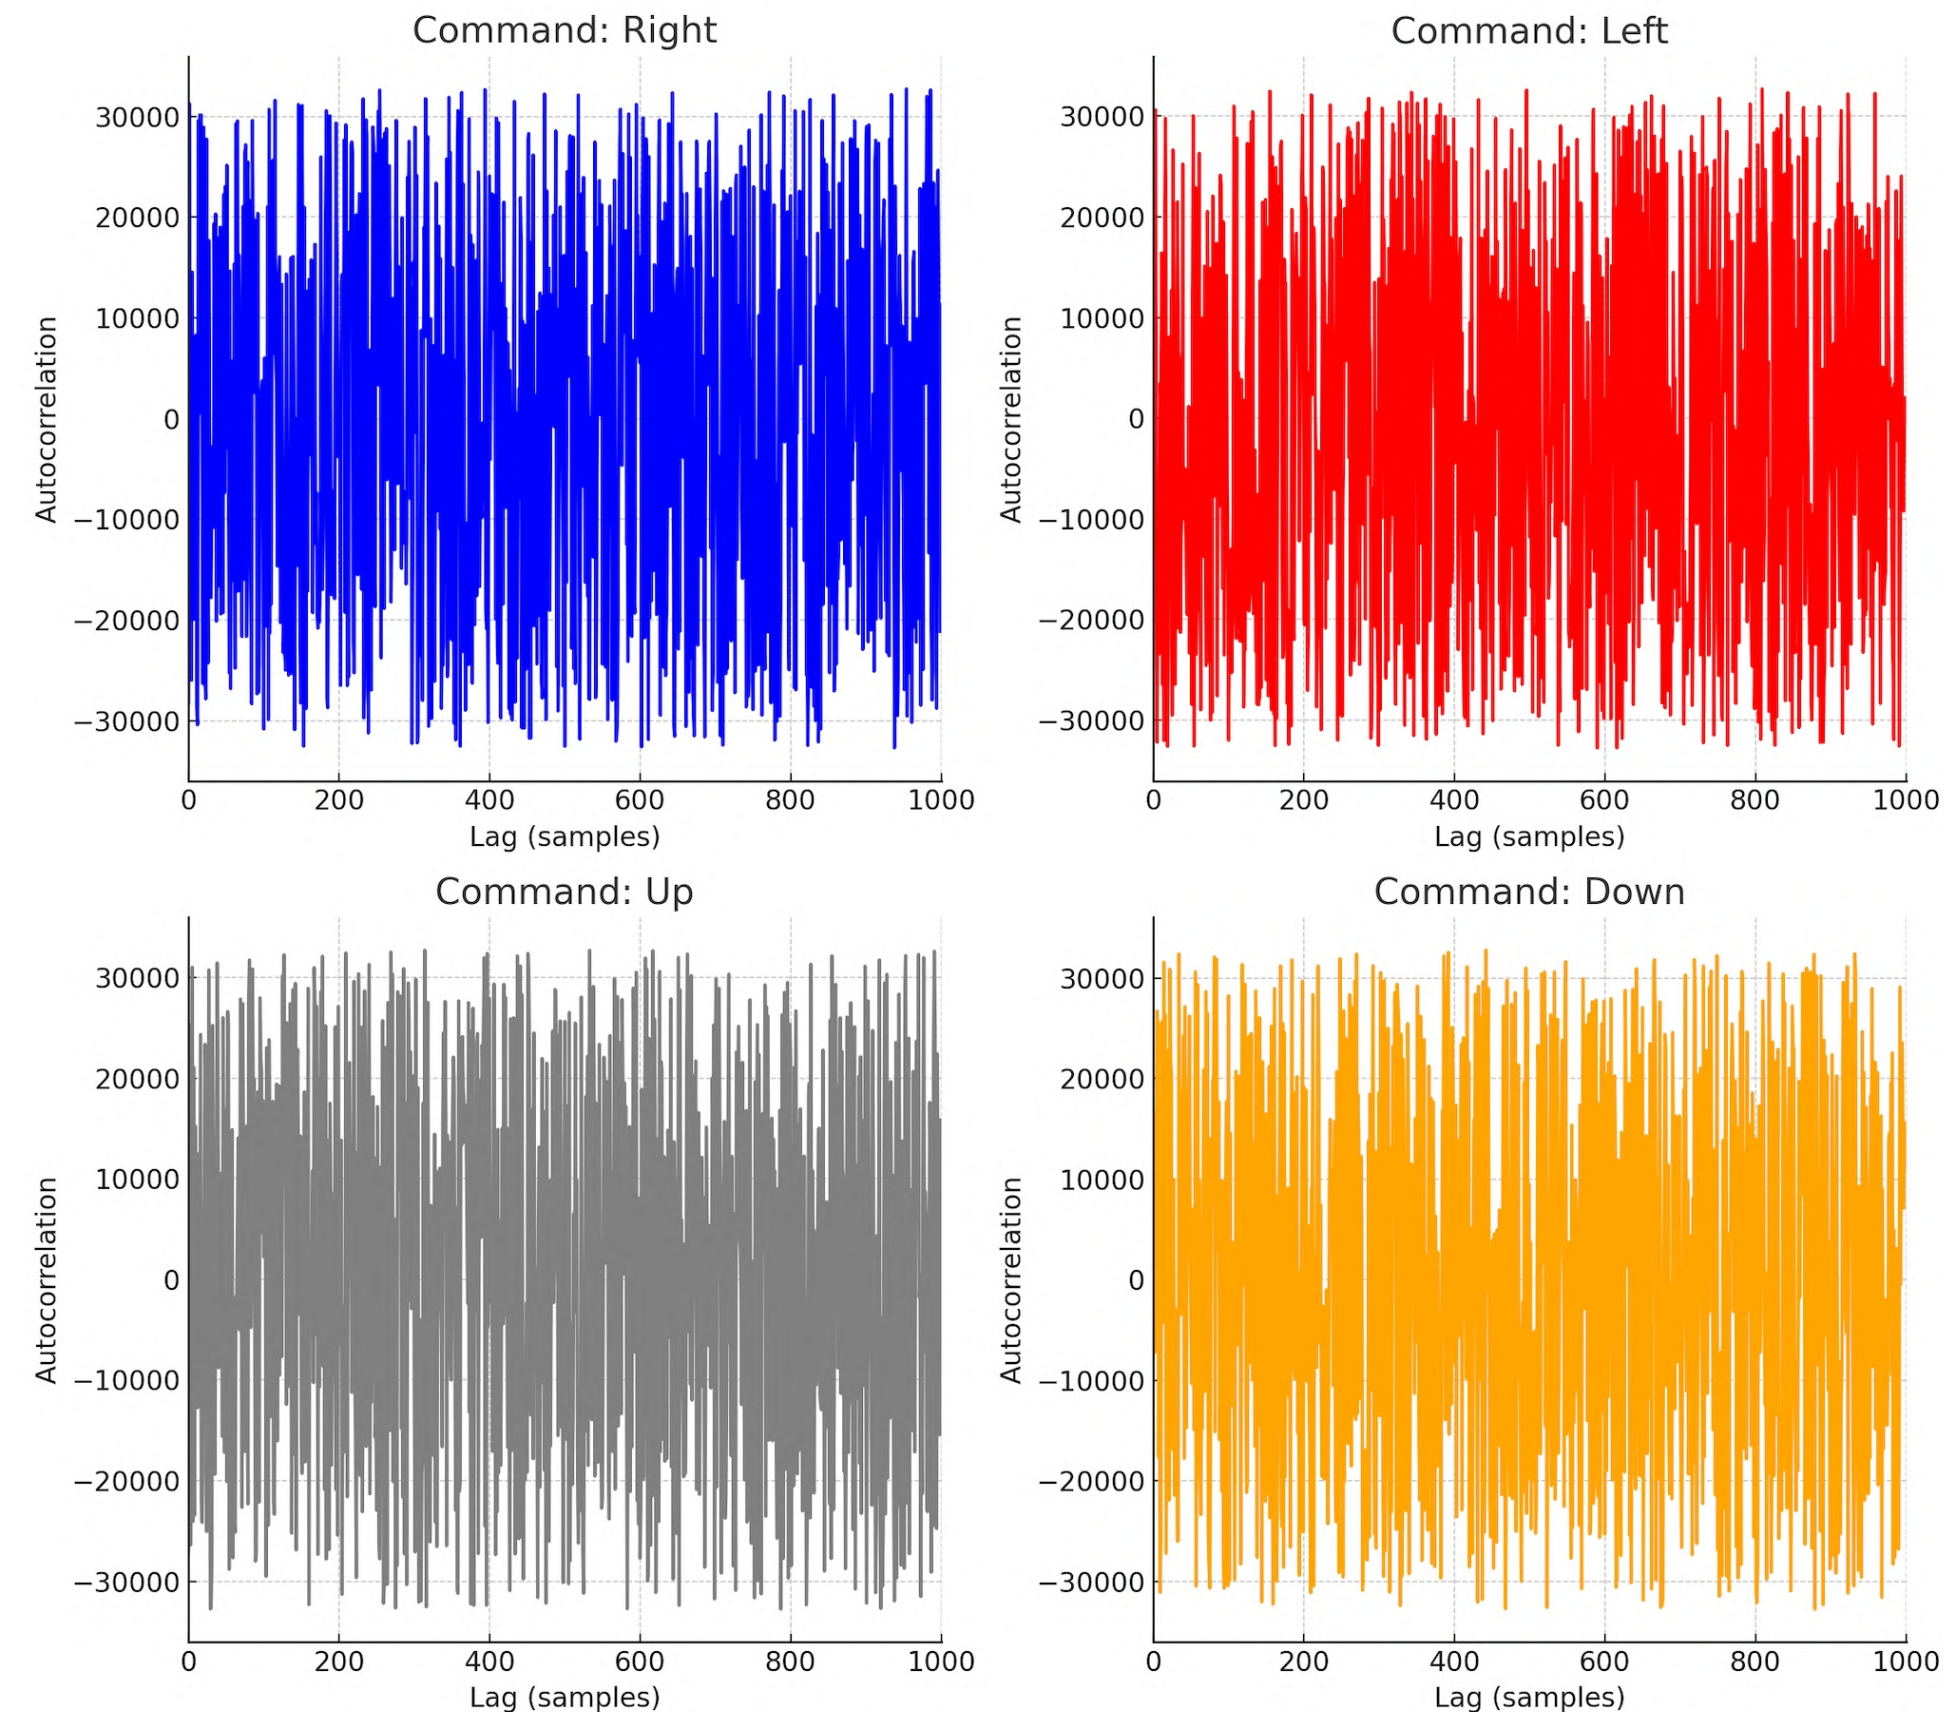 Command: Right
Autocorrelation
30000
20000
10000
0
−10000
−20000
−30000
0 200 400 600 800 1000
Lag (samples)
Command: Left
Autocorrelation
30000
20000
10000
0
−10000
−20000
−30000
0 200 400 600 800 1000
Lag (samples)
Command: Up
Autocorrelation
30000
20000
10000
0
−10000
−20000
−30000
0 200 400 600 800 1000
Lag (samples)
Command: Down
Autocorrelation
30000
20000
10000
0
−10000
−20000
−30000
0 200 400 600 800 1000
Lag (samples)